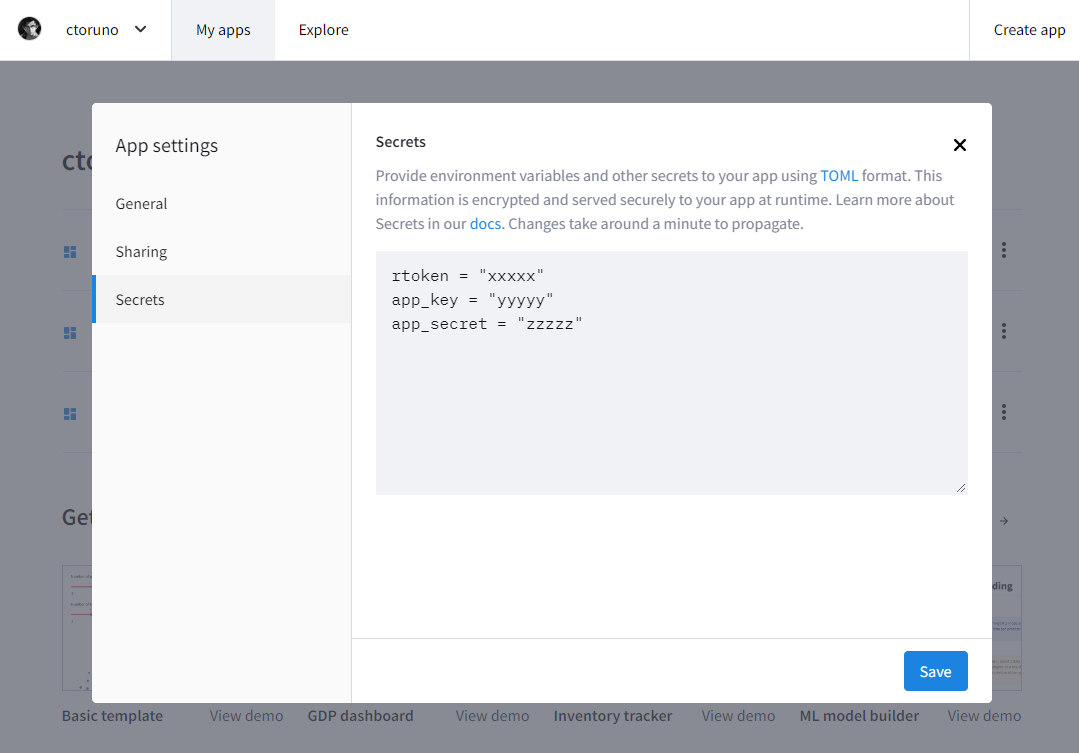 ctoruno
My apps
Explore
Create app
App settings
General
Sharing
Secrets
Secrets
Provide environment variables and other secrets to your app using TOML format. This
information is encrypted and served securely to your app at runtime. Learn more about
Secrets in our docs. Changes take around a minute to propagate.
rtoken = "xxxxx"
app_key = "yyyyy"
app_secret = "zzzzz"
Save
Basic template
View demo
GDP dashboard
View demo
Inventory tracker
View demo
ML model builder
View demo